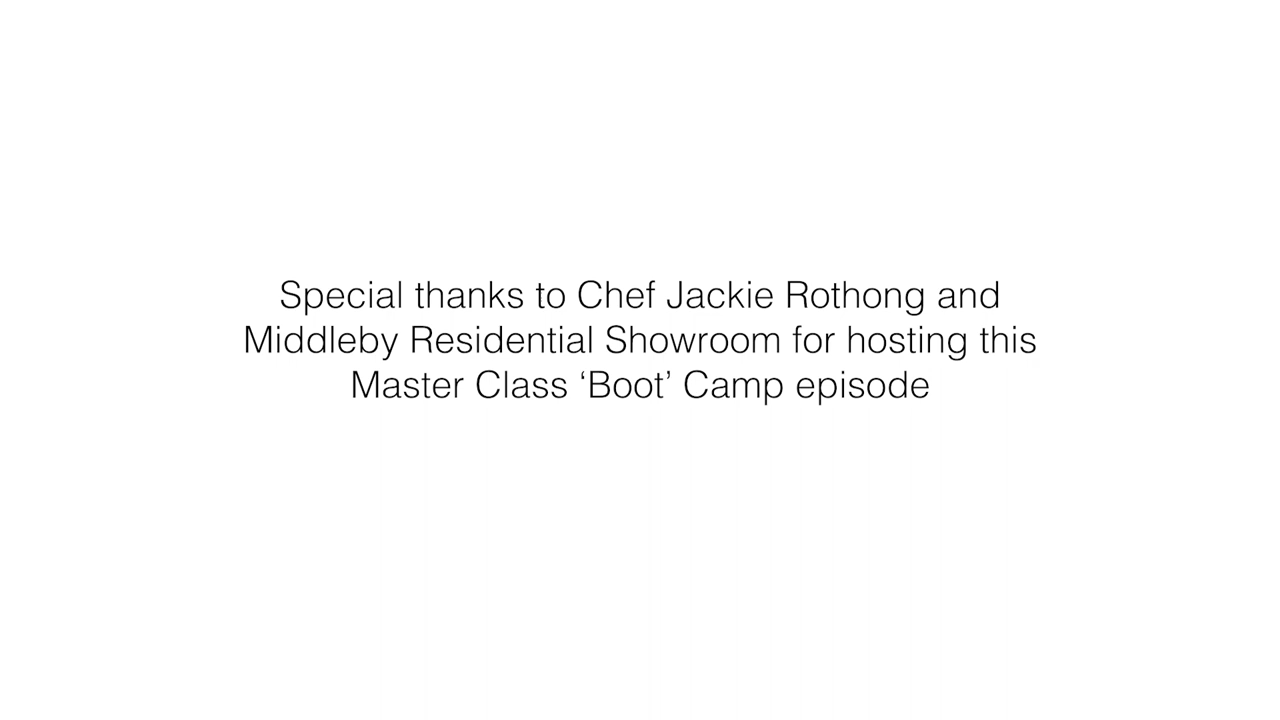 Special thanks to Chef Jackie Rothong and
Middleby Residential Showroom for hosting this
Master Class ‘Boot’ Camp episode